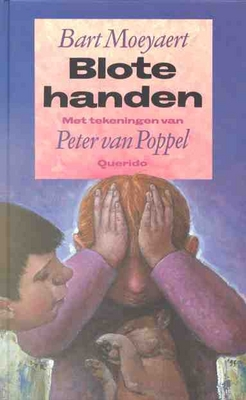 Bart Moeyaert
Blote
handen
Met tekeningen van
Peter van Poppel
Querido